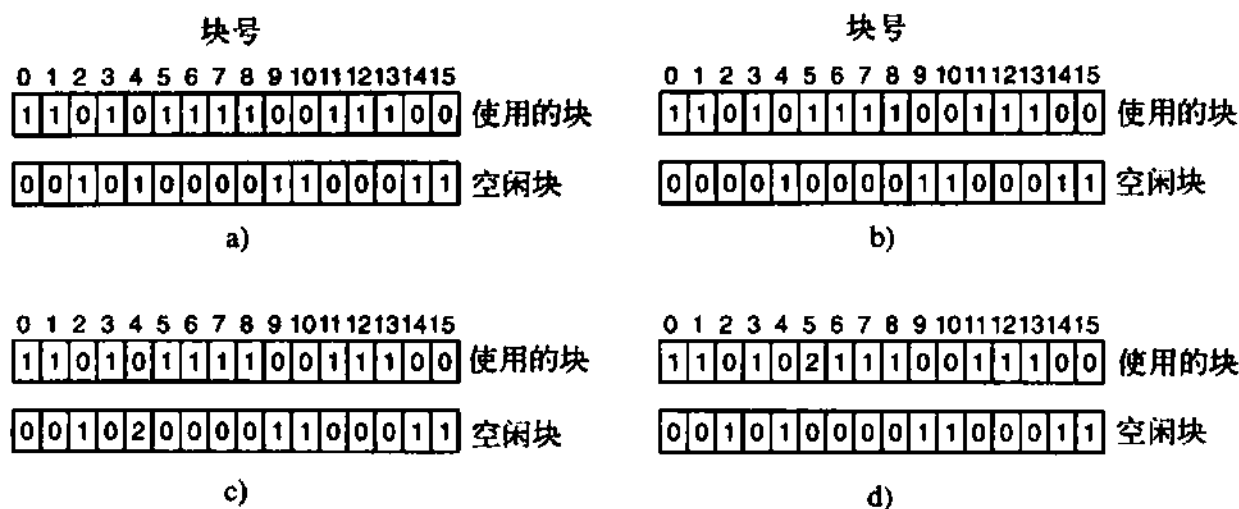 块号
0 1 2 3 4 5 6 7 8 9 10 11 12 13 14 15
1 1 0 1 0 1 1 1 1 0 0 1 1 1 0 0 使用的块
0 0 1 0 1 0 0 0 0 1 1 0 0 0 1 1 空闲块
a)
块号
0 1 2 3 4 5 6 7 8 9 10 11 12 13 14 15
1 1 0 1 0 1 1 1 1 0 0 1 1 1 0 0 使用的块
0 0 0 0 1 0 0 0 0 1 1 0 0 0 1 1 空闲块
b)
0 1 2 3 4 5 6 7 8 9 10 11 12 13 14 15
1 1 0 1 0 1 1 1 1 0 0 1 1 1 0 0 使用的块
0 0 1 0 2 0 0 0 0 1 1 0 0 0 1 1 空闲块
c)
0 1 2 3 4 5 6 7 8 9 10 11 12 13 14 15
1 1 0 1 0 2 1 1 1 0 0 1 1 1 0 0 使用的块
0 0 1 0 1 0 0 0 0 1 1 0 0 0 1 1 空闲块
d)